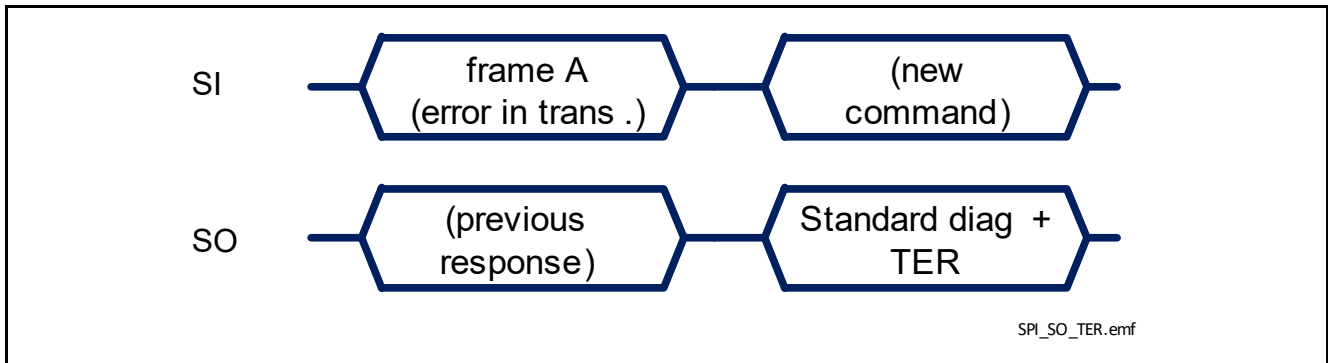 SI
frame A
(error in trans .)
(new
command)
SO
(previous
response)
Standard diag +
TER
SPI_SO_TER.emf